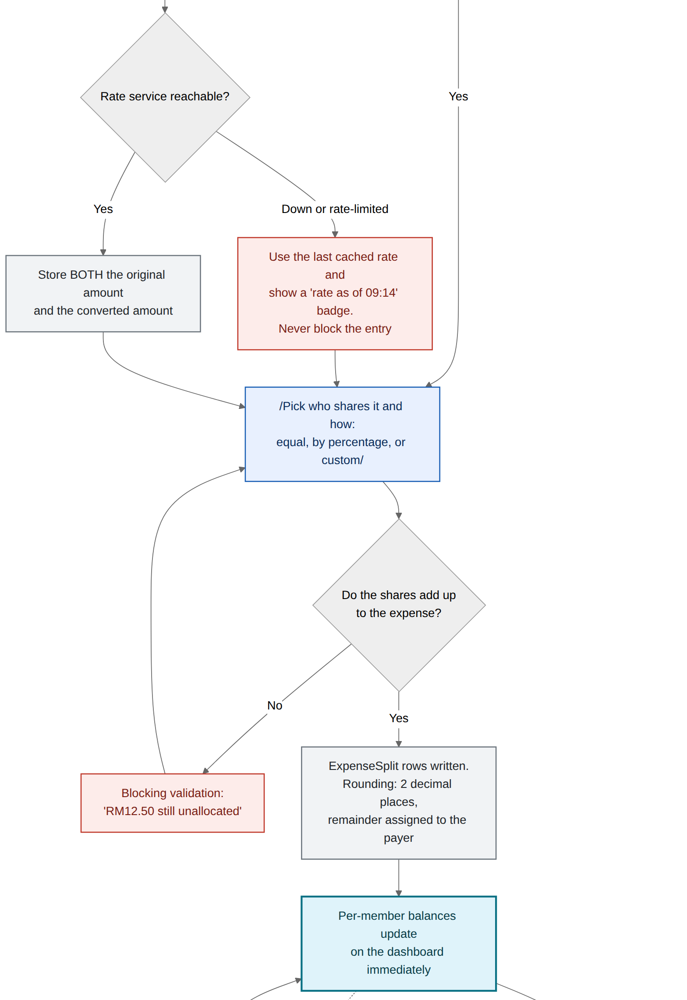 Rate service reachable?
Yes
Yes
Down or rate-limited
Use the last cached rate
and
show a 'rate as of 09:14'
badge.
Never block the entry
Store BOTH the original
amount
and the converted amount
/Pick who shares it and
how:
equal, by percentage, or
custom/
Do the shares add up
to the expense?
No
Yes
ExpenseSplit rows written.
Rounding: 2 decimal
places,
remainder assigned to the
payer
Blocking validation:
'RM12.50 still unallocated'
Per-member balances
update
on the dashboard
immediately